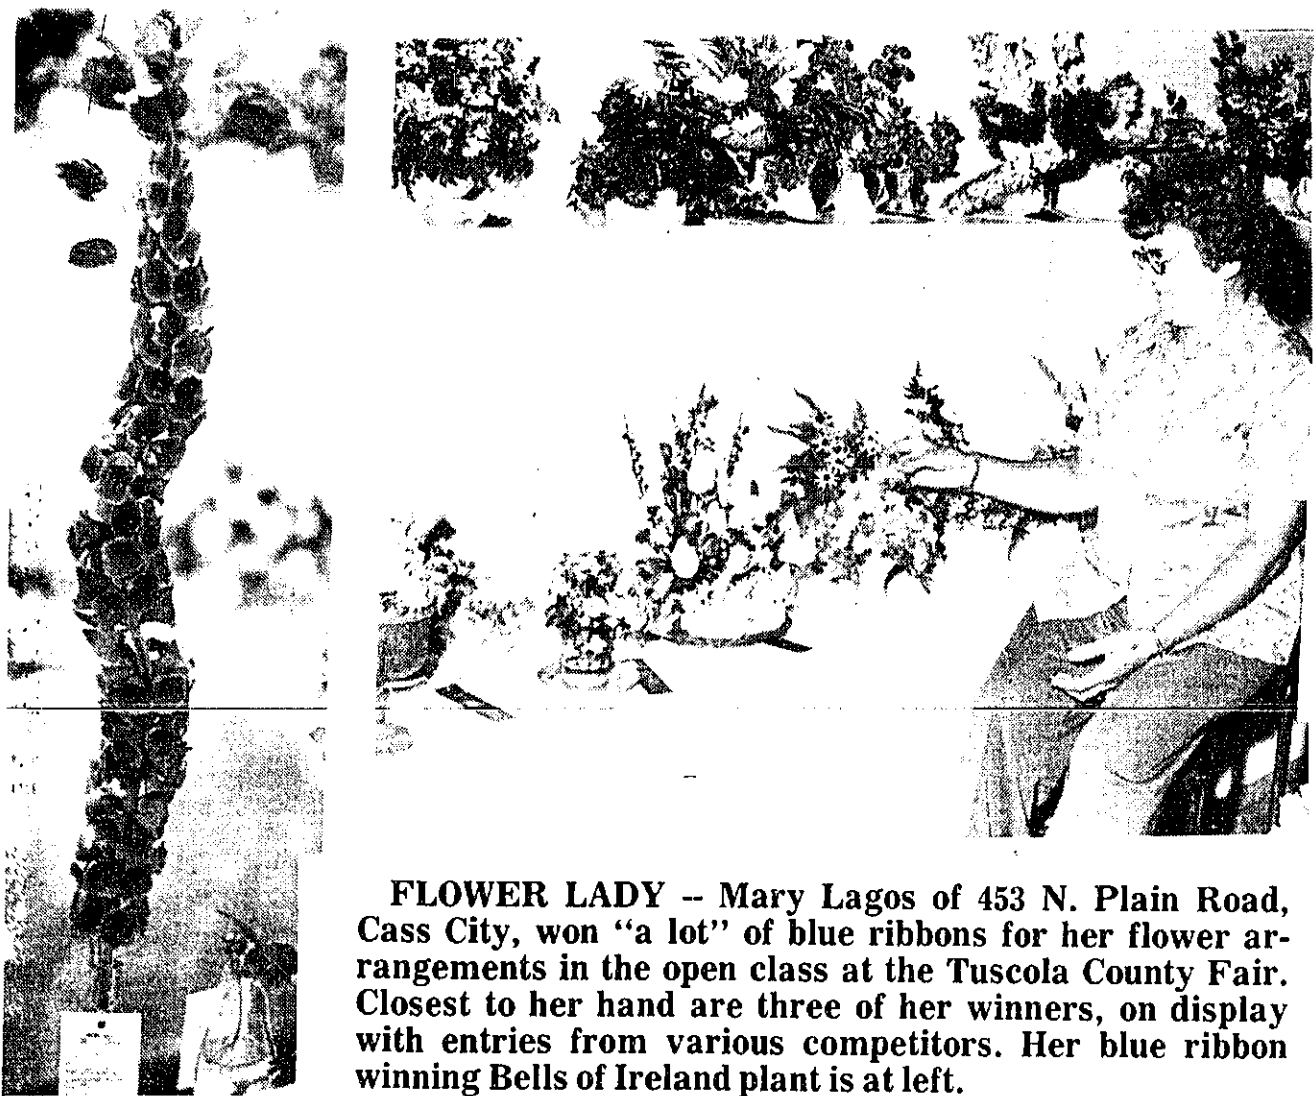 FLOWER LADY -- Mary Lagos of 453 N. Plain Road,
Cass City, won “a lot” of blue ribbons for her flower ar-
rangements in the open class at the Tuscola County Fair.
Closest to her hand are three of her winners, on display
with entries from various competitors. Her blue ribbon
winning Bells of Ireland plant is at left.